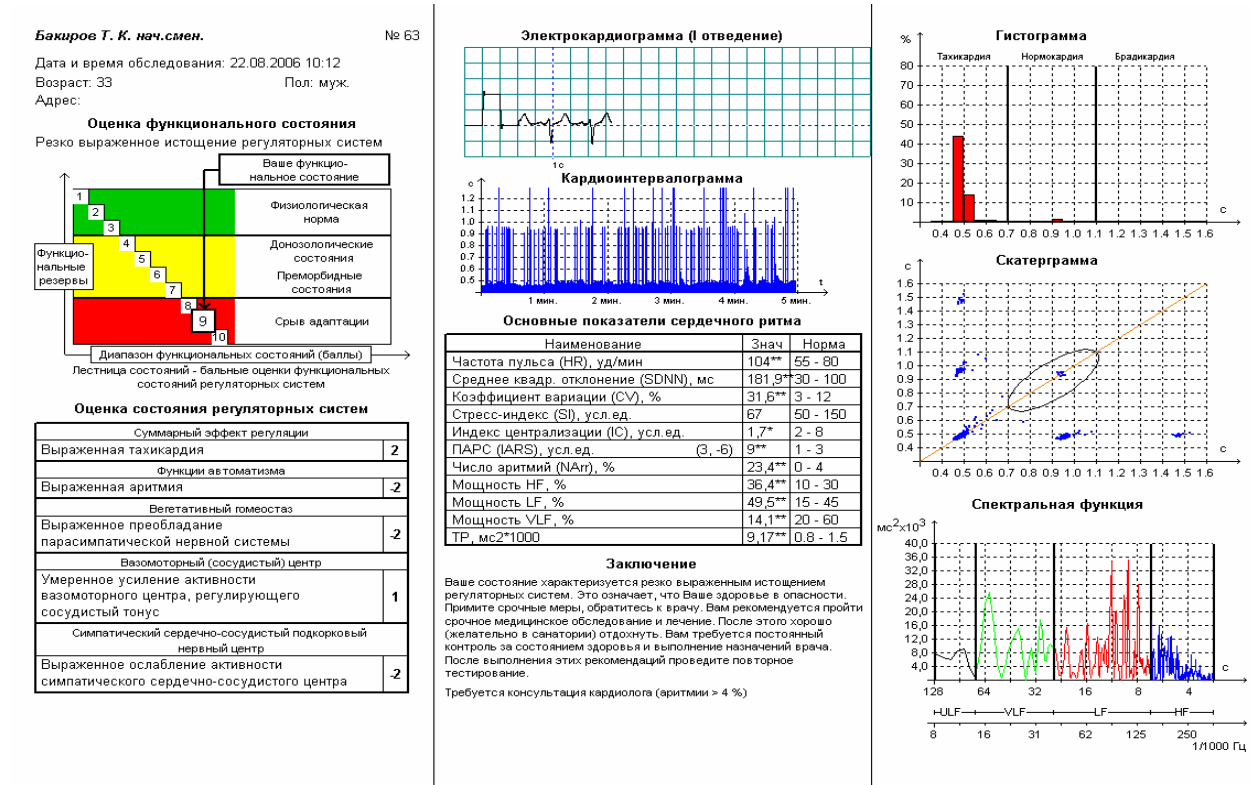 Бакиров Т. К. нач.смен. № 63
Дата и время обследования: 22.08.2006 10:12
Возраст: 33 Пол: муж.
Адрес:
Оценка функционального состояния
Резко выраженное истощение регуляторных систем
Ваше функцио-
нальное состояние
1
2
3
4
5
6
7
8
9
10
Физиологическая
норма
Донозологические
состояния
Преморбидные
состояния
Срыв адаптации
Функцио-
нальные
резервы
Диапазон функциональных состояний (баллы)
Лестница состояний - бальные оценки функциональных
состояний регуляторных систем
Оценка состояния регуляторных систем
Суммарный эффект регуляции
Выраженная тахикардия 2
Функции автоматизма
Выраженная аритмия -2
Вегетативный гомеостаз
Выраженное преобладание
парасимпатической нервной системы -2
Вазомоторный (сосудистый) центр
Умеренное усиление активности
вазомоторного центра, регулирующего 1
сосудистый тонус
Симпатический сердечно-сосудистый подкорковый
нервный центр
Выраженное ослабление активности
симпатического сердечно-сосудистого центра -2
Электрокардиограмма (I отведение)
1 с
Кардиоинтервалограмма
с
1.2
1.1
1.0
0.9
0.8
0.7
0.6
0.5
t
1 мин. 2 мин. 3 мин. 4 мин. 5 мин.
Основные показатели сердечного ритма
Наименование Знач Норма
Частота пульса (HR), уд/мин 104** 55 - 80
Среднее квадр. отклонение (SDNN), мс 181,9** 30 - 100
Коэффициент вариации (CV), % 31,6** 3 - 12
Стресс-индекс (SI), усл.ед. 67 50 - 150
Индекс централизации (IC), усл.ед. 1,7* 2 - 8
ПАРС (IARS), усл.ед. (3, -6) 9** 1 - 3
Число аритмий (NArr), % 23,4** 0 - 4
Мощность HF, % 36,4** 10 - 30
Мощность LF, % 49,5** 15 - 45
Мощность VLF, % 14,1** 20 - 60
TP, мс2*1000 9,17** 0.8 - 1.5
Заключение
Ваше состояние характеризуется резко выраженным истощением
регуляторных систем. Это означает, что Ваше здоровье в опасности.
Примите срочные меры, обратитесь к врачу. Вам рекомендуется пройти
срочное медицинское обследование и лечение. После этого хорошо
(желательно в санатории) отдохнуть. Вам требуется постоянный
контроль за состоянием здоровья и выполнение назначений врача.
После выполнения этих рекомендаций проведите повторное
тестирование.
Требуется консультация кардиолога (аритмии > 4 %)
Гистограмма
%
Тахикардия Нормокардия Брадикардия
80
70
60
50
40
30
20
с
0.4 0.5 0.6 0.7 0.8 0.9 1.0 1.1 1.2 1.3 1.4 1.5 1.6
Скатерграмма
с
1.6
1.5
1.4
1.3
1.2
1.1
1.0
0.9
0.8
0.7
0.6
0.5
0.4
с
0.4 0.5 0.6 0.7 0.8 0.9 1.0 1.1 1.2 1.3 1.4 1.5 1.6
Спектральная функция
мс²x10³
40,0
36,0
32,0
28,0
24,0
20,0
16,0
12,0
8,0
4,0
с
128 64 32 16 8 4
ULF VLF LF HF
8 16 31 62 125 250
1/1000 Гц